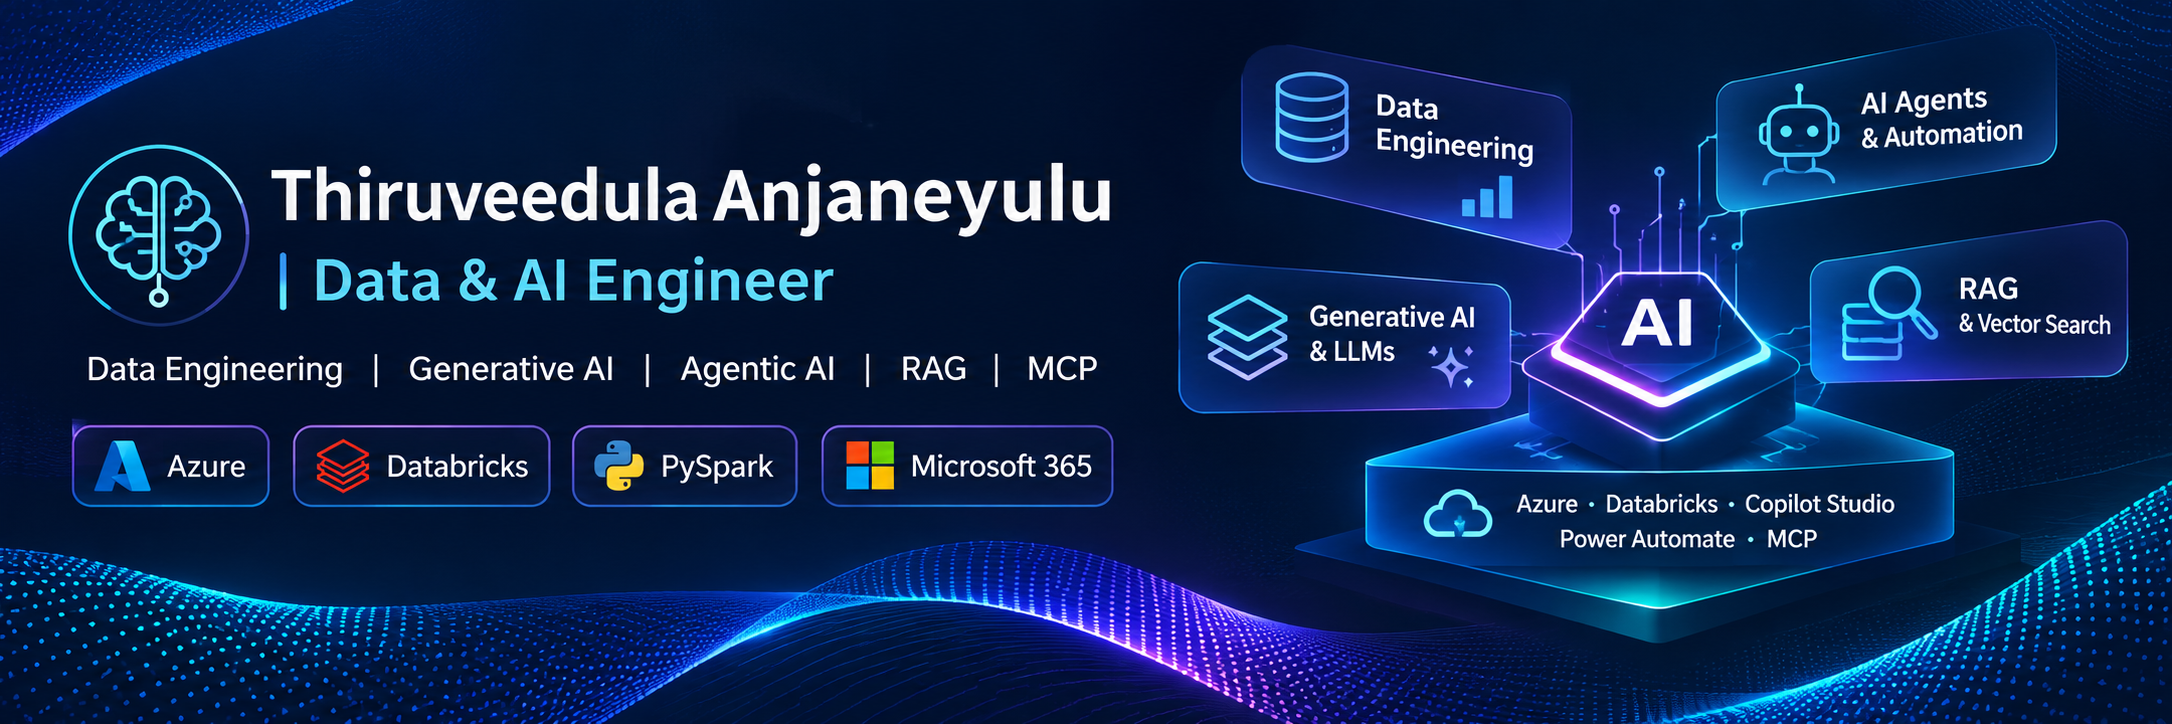 Thiruveedula Anjaneyulu
| Data & AI Engineer
Data Engineering | Generative AI | Agentic AI | RAG | MCP
Azure
Databricks
PySpark
Microsoft 365
Data
Engineering
AI Agents
& Automation
Generative AI
& LLMs
AI
RAG
& Vector Search
Azure • Databricks • Copilot Studio
Power Automate • MCP